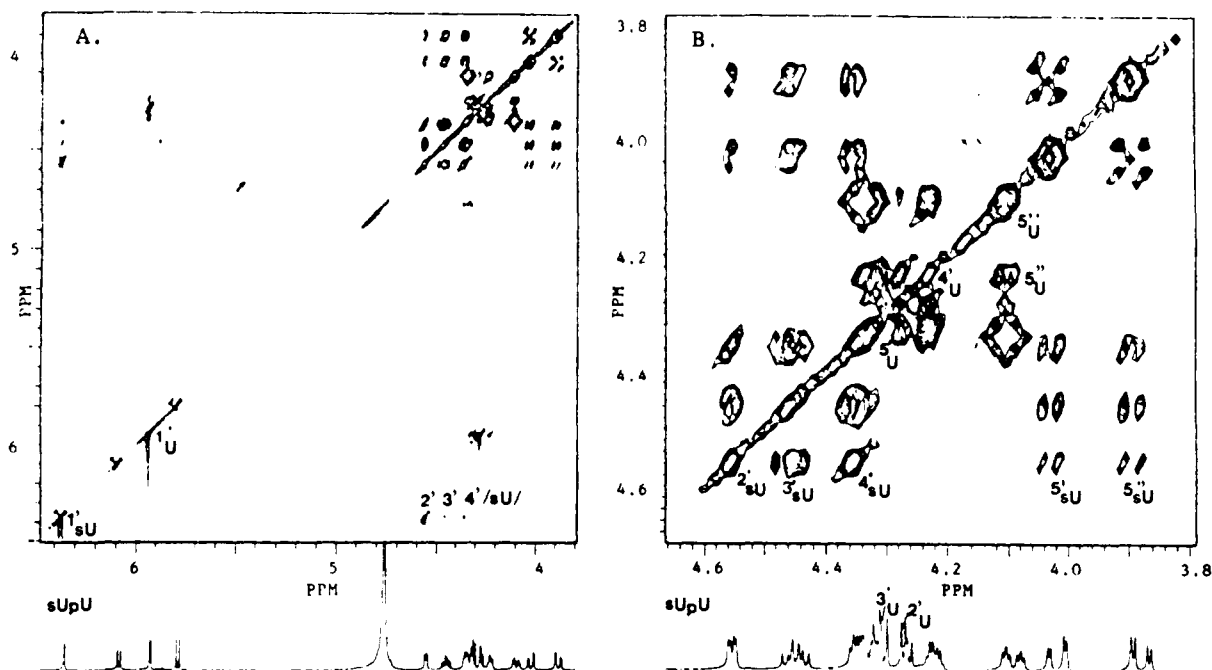 A.
4
5
PPM
6
1'U
1'sU
2' 3' 4' /sU/
6 5 4
PPM
sUpU
B.
3.8
4.0
4.2
PPM
4.4
4.6
5''U
4'U 5''U
5'U
2'sU 3'sU 4'sU 5'sU 5''sU
4.6 4.4 4.2 4.0 3.8
PPM
sUpU
3'U 2'U